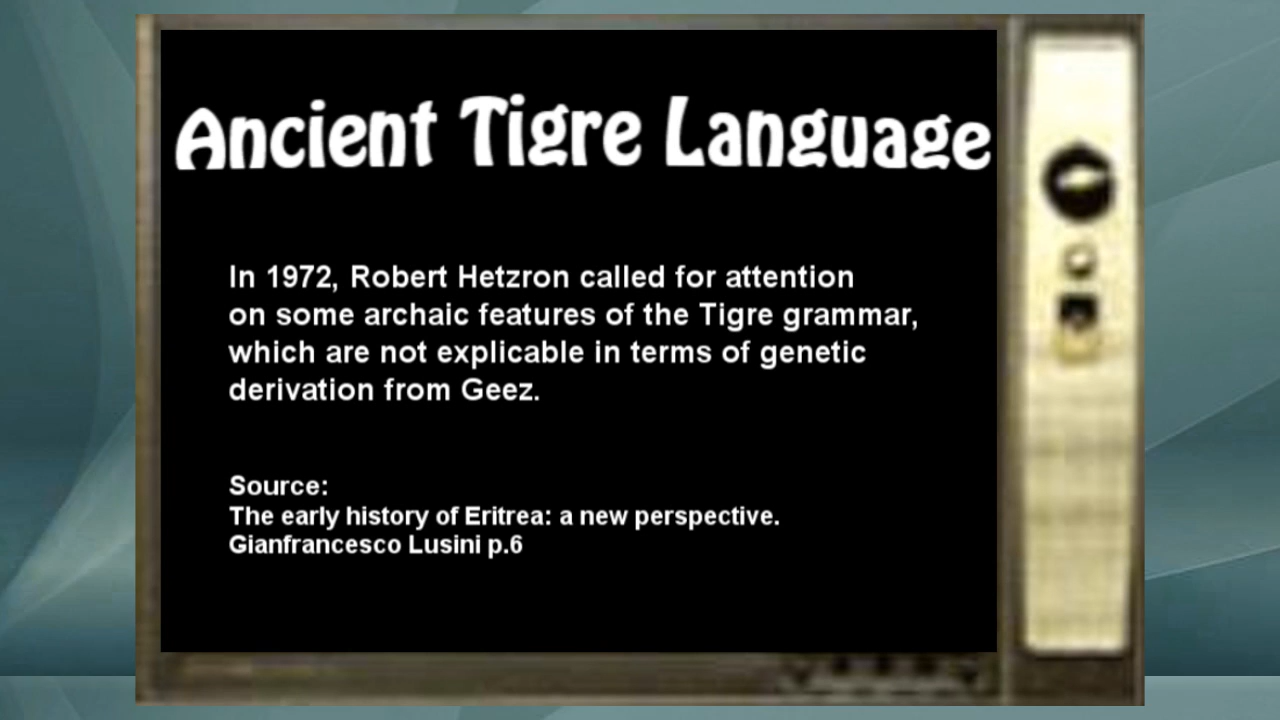 Ancient Tigre Language
In 1972, Robert Hetzron called for attention
on some archaic features of the Tigre grammar,
which are not explicable in terms of genetic
derivation from Geez.
Source:
The early history of Eritrea: a new perspective.
Gianfrancesco Lusini p.6